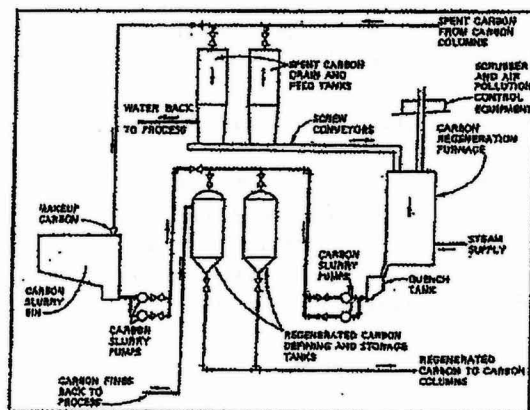 SPENT CARBON
FROM CARBON
COLUMNS
SPENT CARBON
DRAIN AND
FEED TANKS
SCRUBBER
AND AIR
POLLUTION
CONTROL
EQUIPMENT
WATER BACK
TO PROCESS
SCREW
CONVEYORS
CARBON
REGENERATION
FURNACE
MAKEUP
CARBON
STEAM
SUPPLY
CARBON
SLURRY
BIN
CARBON
SLURRY
PUMPS
CARBON
SLURRY
PUMPS
QUENCH
TANK
REGENERATED CARBON
DEFINING AND STORAGE
TANKS
CARBON FINES
BACK TO
PROCESS
REGENERATED
CARBON TO CARBON
COLUMNS